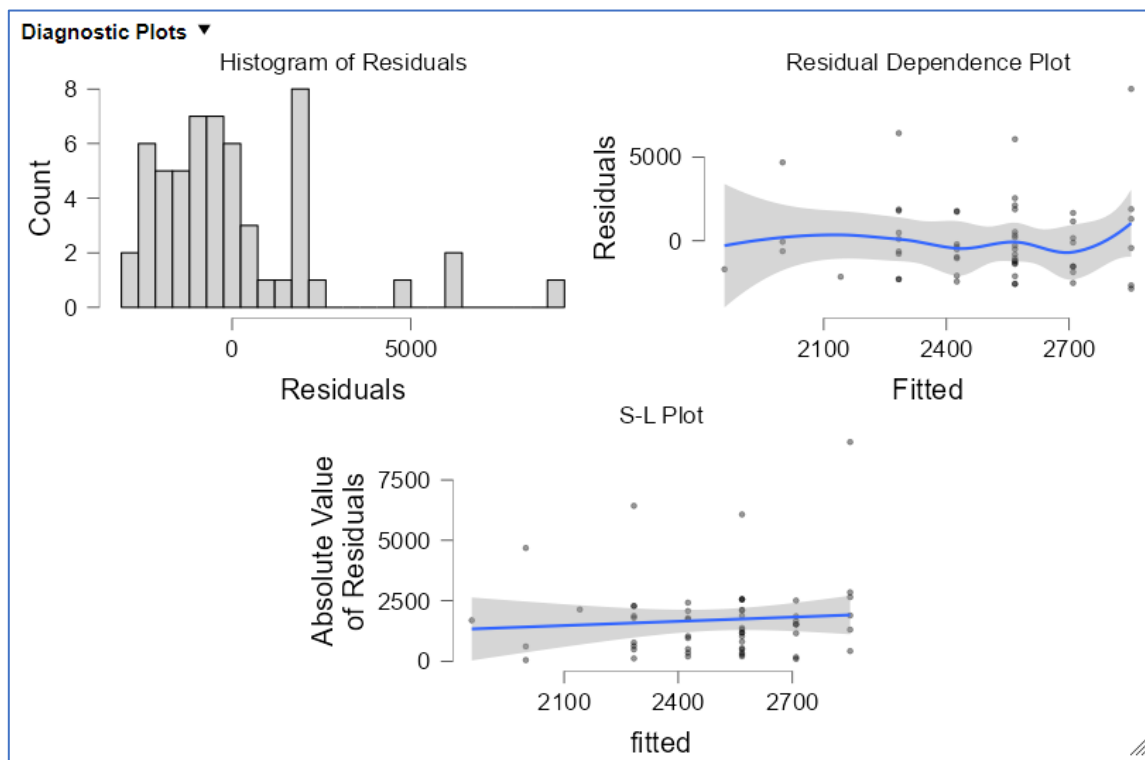 Diagnostic Plots ▼
Histogram of Residuals
8
6
4
2
0
Count
0 5000
Residuals
Residual Dependence Plot
5000
0
Residuals
2100 2400 2700
Fitted
S-L Plot
7500
5000
2500
0
Absolute Value
of Residuals
2100 2400 2700
fitted